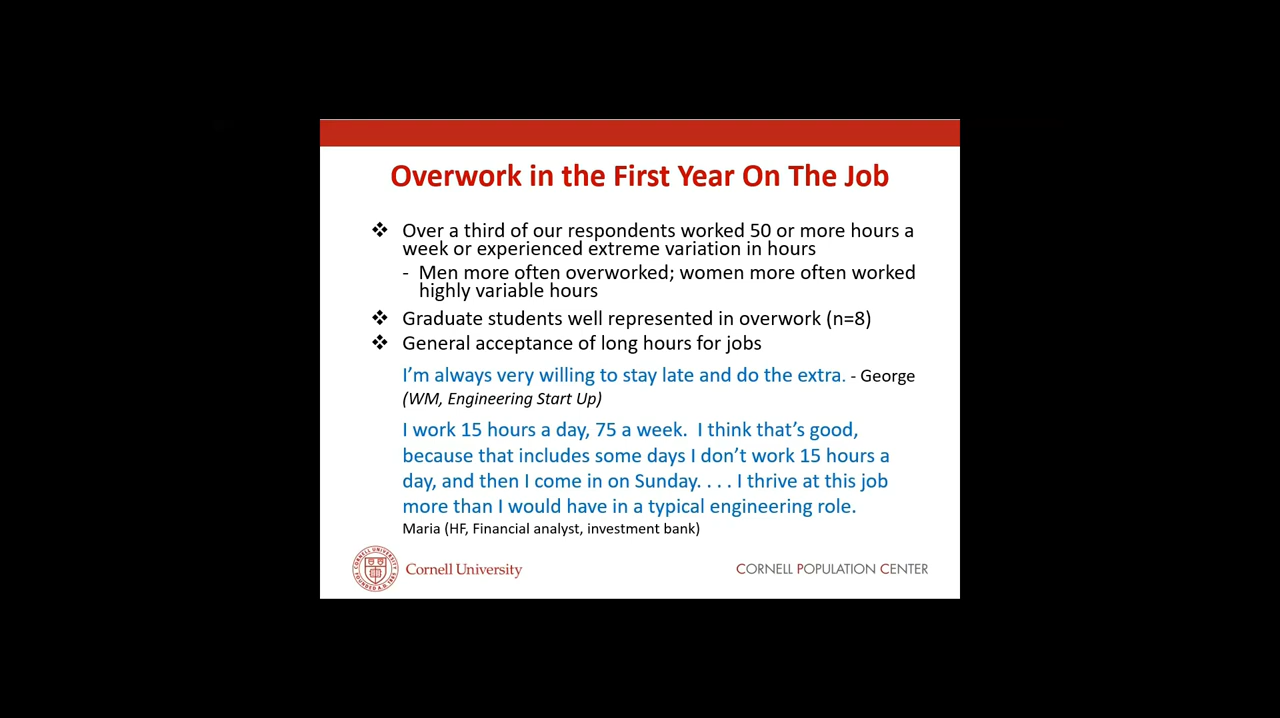 Overwork in the First Year On The Job
❖ Over a third of our respondents worked 50 or more hours a
week or experienced extreme variation in hours
- Men more often overworked; women more often worked
highly variable hours
❖ Graduate students well represented in overwork (n=8)
❖ General acceptance of long hours for jobs
I'm always very willing to stay late and do the extra. - George
(WM, Engineering Start Up)
I work 15 hours a day, 75 a week. I think that's good,
because that includes some days I don't work 15 hours a
day, and then I come in on Sunday. . . . I thrive at this job
more than I would have in a typical engineering role.
Maria (HF, Financial analyst, investment bank)
CORNELL UNIVERSITY
FOUNDED A.D. 1865
Cornell University
CORNELL POPULATION CENTER